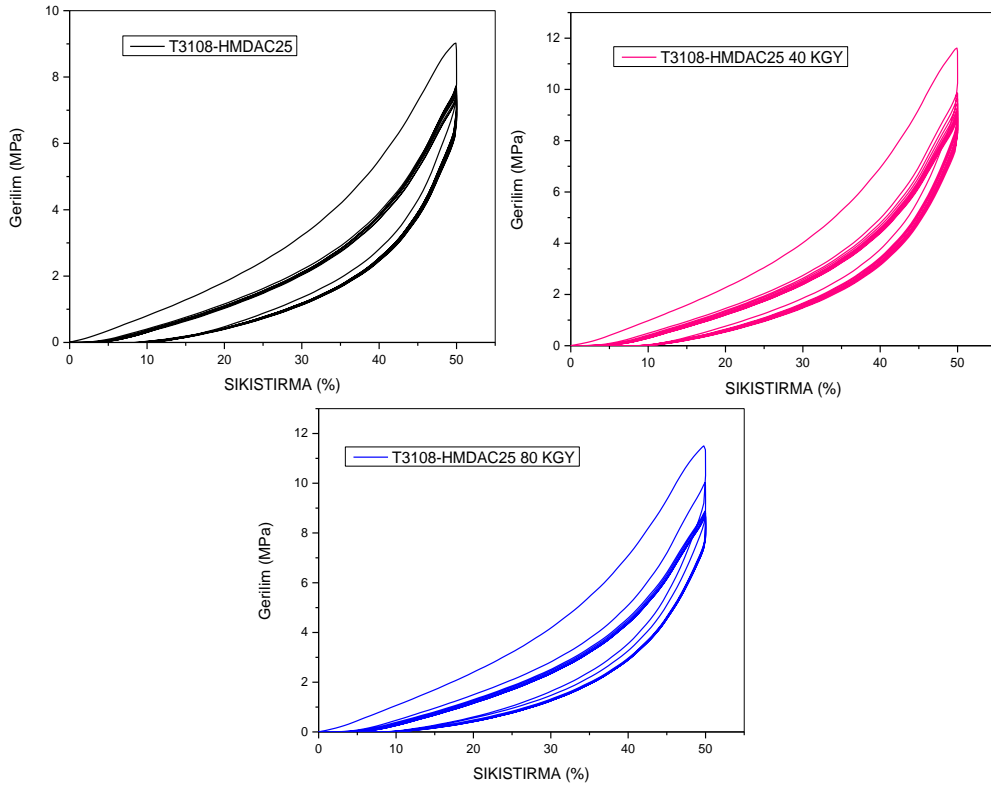 T3108-HMDAC25
Gerilim (MPa)
10
8
6
4
2
0
0 10 20 30 40 50
SIKISTIRMA (%)
T3108-HMDAC25 40 KGY
Gerilim (MPa)
12
10
8
6
4
2
0
0 10 20 30 40 50
SIKISTIRMA (%)
T3108-HMDAC25 80 KGY
Gerilim (MPa)
12
10
8
6
4
2
0
0 10 20 30 40 50
SIKISTIRMA (%)